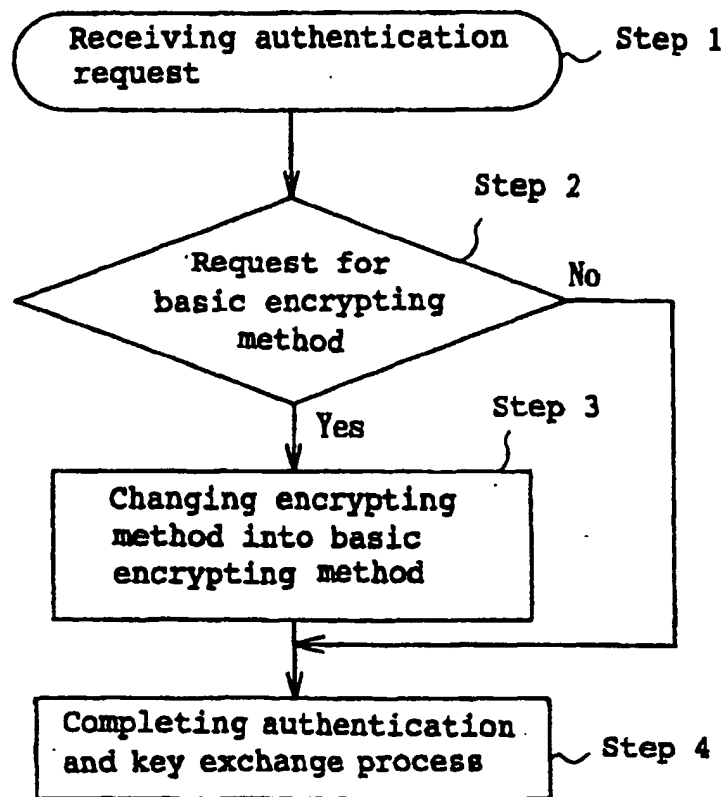 Receiving authentication
request
Step 1
Step 2
Request for
basic encrypting
method
No
Yes
Step 3
Changing encrypting
method into basic
encrypting method
Completing authentication
and key exchange process
Step 4